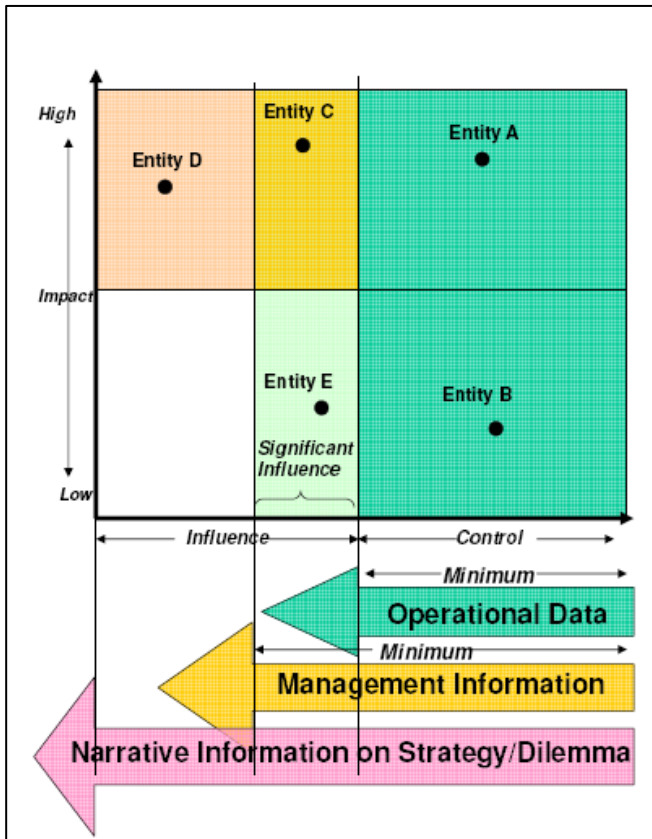 High
Entity C
Entity A
Entity D
Impact
Entity E
Entity B
Significant
Influence
Low
Influence
Control
Minimum
Operational Data
Minimum
Management Information
Narrative Information on Strategy/Dilemma